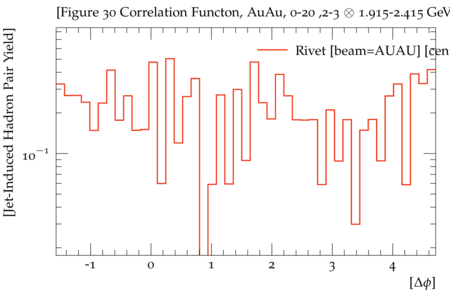 [Figure 30 Correlation Functon, AuAu, 0-20 ,2-3 ⊗ 1.915-2.415 GeV
Rivet [beam=AUAU] [cen
[Jet-Induced Hadron Pair Yield]
10⁻¹
-1 0 1 2 3 4
[Δϕ]